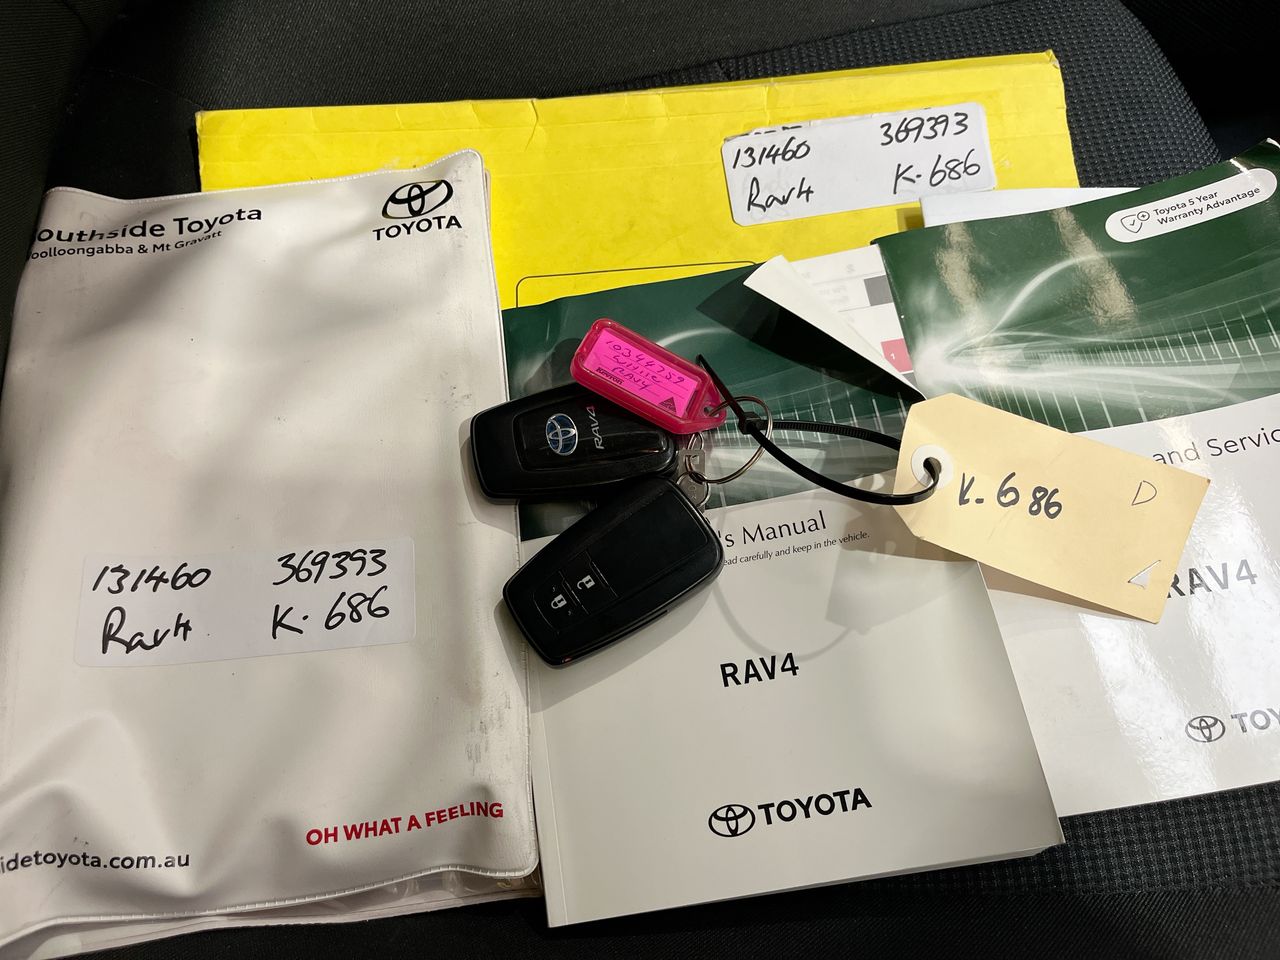 131460 369393
Rav4 K.686
outhside Toyota
oolloongabba & Mt Gravatt
TOYOTA
Toyota 5 Year
Warranty Advantage
White
RAV4
RAV4
K-686 D
and Servic
's Manual
ead carefully and keep in the vehicle.
131460 369393
Rav4 K.686
RAV4
RAV4
TOY
TOYOTA
OH WHAT A FEELING
idetoyota.com.au